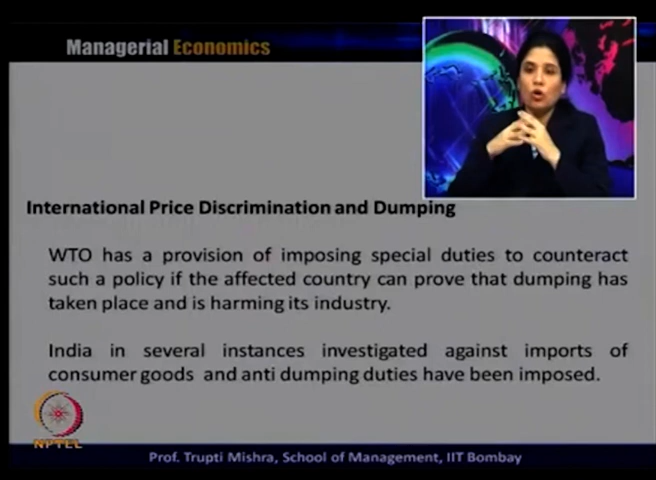 Managerial Economics
International Price Discrimination and Dumping
WTO has a provision of imposing special duties to counteract
such a policy if the affected country can prove that dumping has
taken place and is harming its industry.
India in several instances investigated against imports of
consumer goods and anti dumping duties have been imposed.
NPTEL
Prof. Trupti Mishra, School of Management, IIT Bombay